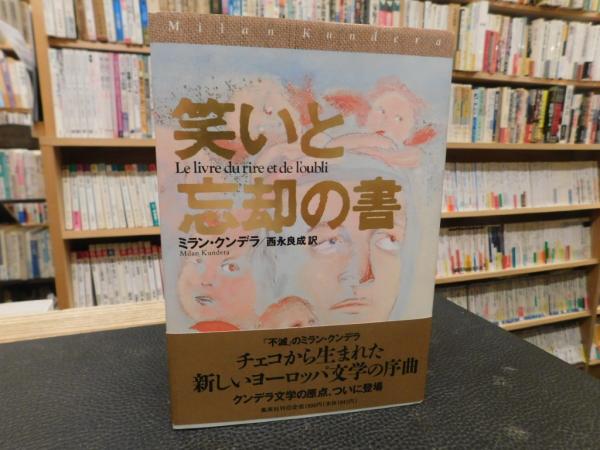 Milan Kundera
笑いと
Le livre du rire et de l'oubli
忘却の書
ミラン・クンデラ/西永良成 訳
Milan Kundera
「不滅」のミラン・クンデラ
チェコから生まれた
新しいヨーロッパ文学の序曲
クンデラ文学の原点、ついに登場